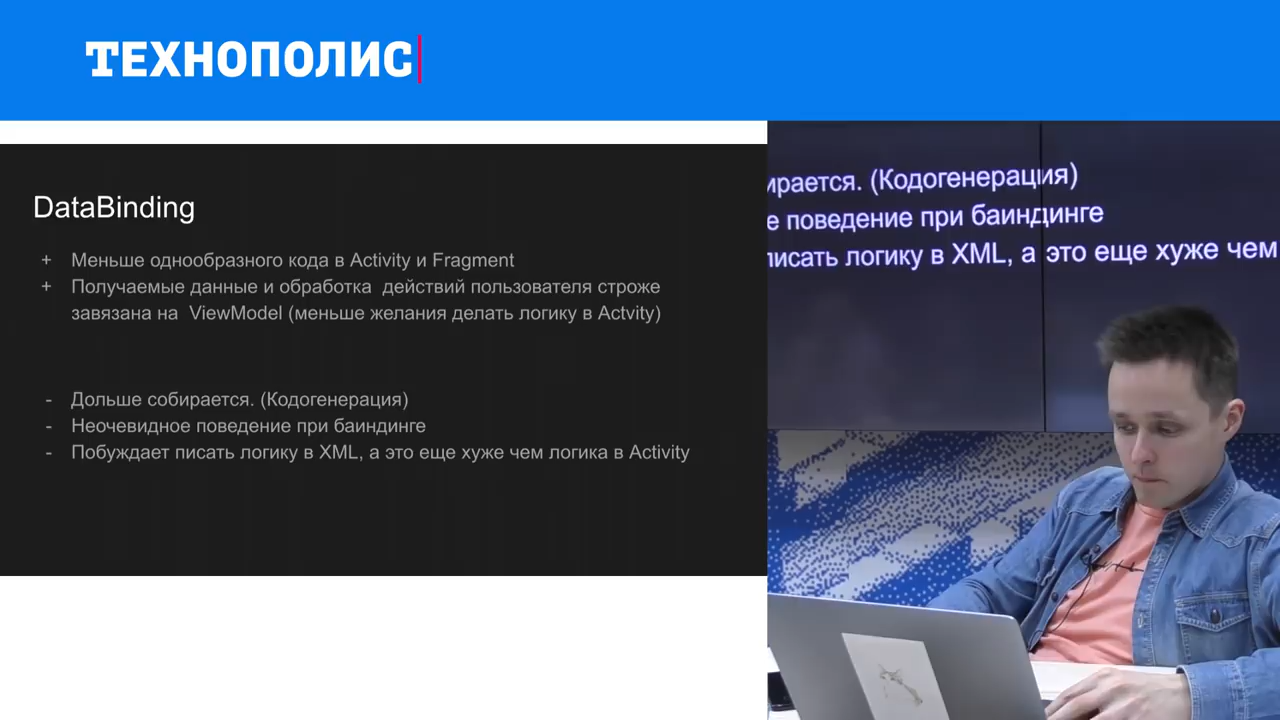 ТЕХНОПОЛИС
DataBinding
+ Меньше однообразного кода в Activity и Fragment
+ Получаемые данные и обработка действий пользователя строже
завязана на ViewModel (меньше желания делать логику в Actvity)
- Дольше собирается. (Кодогенерация)
- Неочевидное поведение при баиндинге
- Побуждает писать логику в XML, а это еще хуже чем логика в Activity
ирается. (Кодогенерация)
е поведение при баиндинге
писать логику в XML, а это еще хуже чем